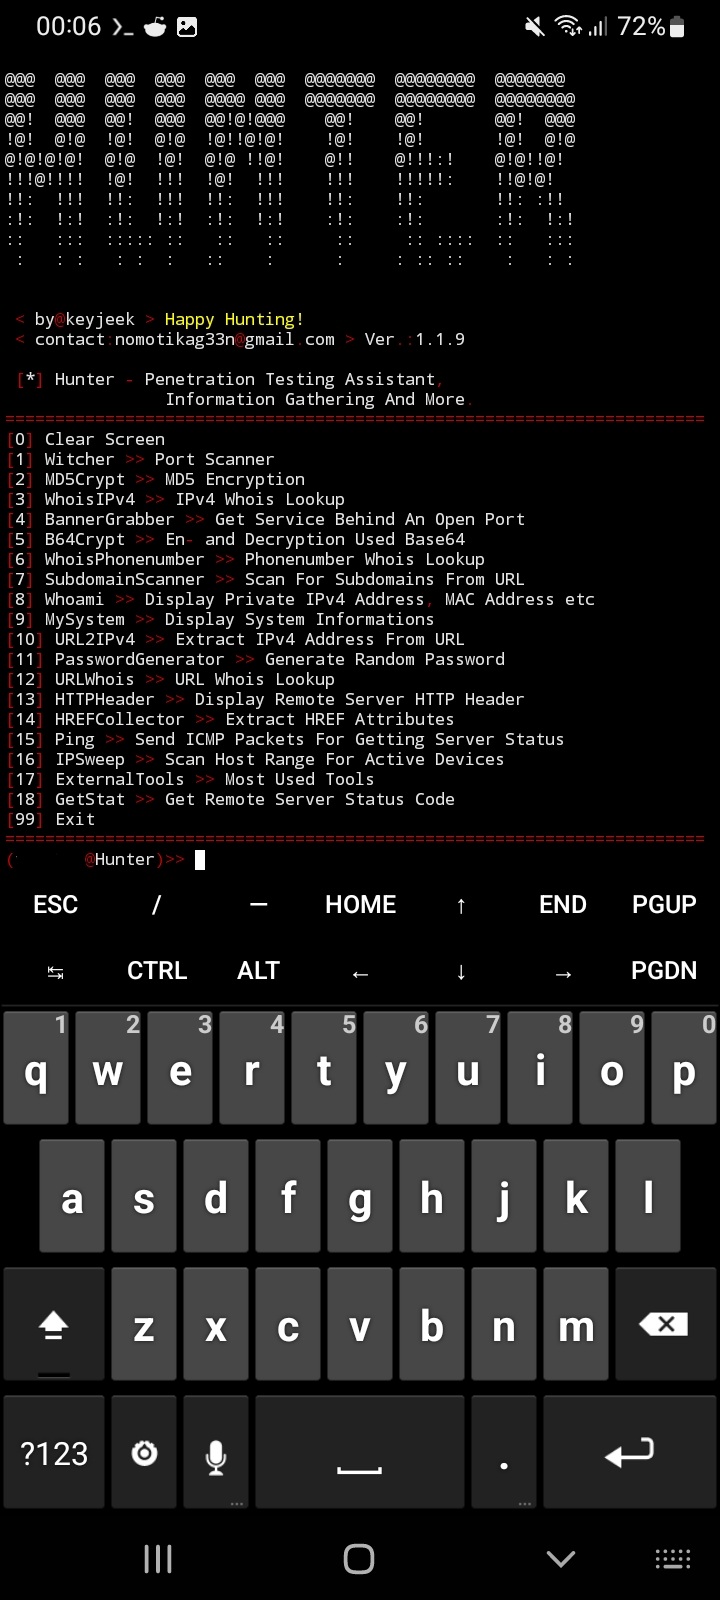 00:06 72%
@@@  @@@  @@@  @@@  @@@  @@@  @@@@@@@  @@@@@@@@  @@@@@@@
@@@  @@@  @@@  @@@  @@@@ @@@  @@@@@@@  @@@@@@@@  @@@@@@@@
@@!  @@@  @@!  @@@  @@!@!@@@    @@!    @@!       @@!  @@@
!@!  @!@  !@!  @!@  !@!!@!@!    !@!    !@!       !@!  @!@
@!@!@!@!  @!@  !@!  @!@ !!@!    @!!    @!!!:!    @!@!!@!
!!!@!!!!  !@!  !!!  !@!  !!!    !!!    !!!!!:    !!@!@!
!!:  !!!  !!:  !!!  !!:  !!!    !!:    !!:       !!: :!!
:!:  !:!  :!:  !:!  :!:  !:!    :!:    :!:       :!:  !:!
::   :::  ::::: ::   ::   ::     ::     :: ::::  ::   :::
 :   : :   : :  :   ::    :      :     : :: ::    :   : :
< by@keyjeek > Happy Hunting!
< contact:nomotikag33n@gmail.com > Ver.:1.1.9
[*] Hunter - Penetration Testing Assistant,
Information Gathering And More.
======================================================================
[0] Clear Screen
[1] Witcher >> Port Scanner
[2] MD5Crypt >> MD5 Encryption
[3] WhoisIPv4 >> IPv4 Whois Lookup
[4] BannerGrabber >> Get Service Behind An Open Port
[5] B64Crypt >> En- and Decryption Used Base64
[6] WhoisPhonenumber >> Phonenumber Whois Lookup
[7] SubdomainScanner >> Scan For Subdomains From URL
[8] Whoami >> Display Private IPv4 Address, MAC Address etc
[9] MySystem >> Display System Informations
[10] URL2IPv4 >> Extract IPv4 Address From URL
[11] PasswordGenerator >> Generate Random Password
[12] URLWhois >> URL Whois Lookup
[13] HTTPHeader >> Display Remote Server HTTP Header
[14] HREFCollector >> Extract HREF Attributes
[15] Ping >> Send ICMP Packets For Getting Server Status
[16] IPSweep >> Scan Host Range For Active Devices
[17] ExternalTools >> Most Used Tools
[18] GetStat >> Get Remote Server Status Code
[99] Exit
======================================================================
( @Hunter)>>
ESC / — HOME ↑ END PGUP
↹ CTRL ALT ← ↓ → PGDN
1 2 3 4 5 6 7 8 9 0
q w e r t y u i o p
a s d f g h j k l
z x c v b n m
?123 .